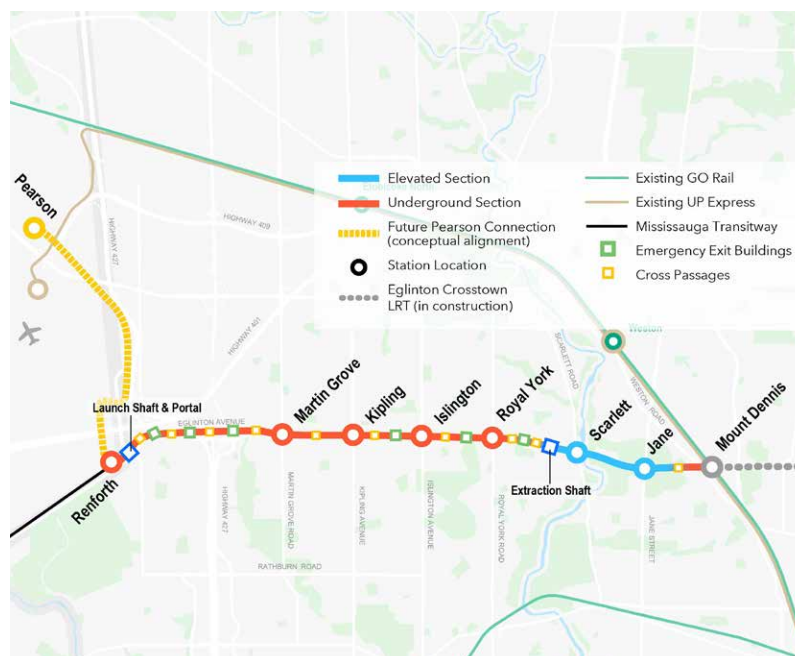 Pearson
HIGHWAY 427
HIGHWAY 409
HIGHWAY 401
Elevated Section
Underground Section
Future Pearson Connection
(conceptual alignment)
Station Location
Eglinton Crosstown
LRT (in construction)
Existing GO Rail
Existing UP Express
Mississauga Transitway
Emergency Exit Buildings
Cross Passages
Weston
SCARLETT ROAD
WESTON ROAD
Launch Shaft & Portal
EGLINTON AVENUE
Renforth
Martin Grove
Kipling
Islington
Royal York
Scarlett
Jane
Mount Dennis
Extraction Shaft
HIGHWAY 427
MARTIN GROVE ROAD
KIPLING AVENUE
ISLINGTON AVENUE
ROYAL YORK ROAD
JANE STREET
RATHBURN ROAD